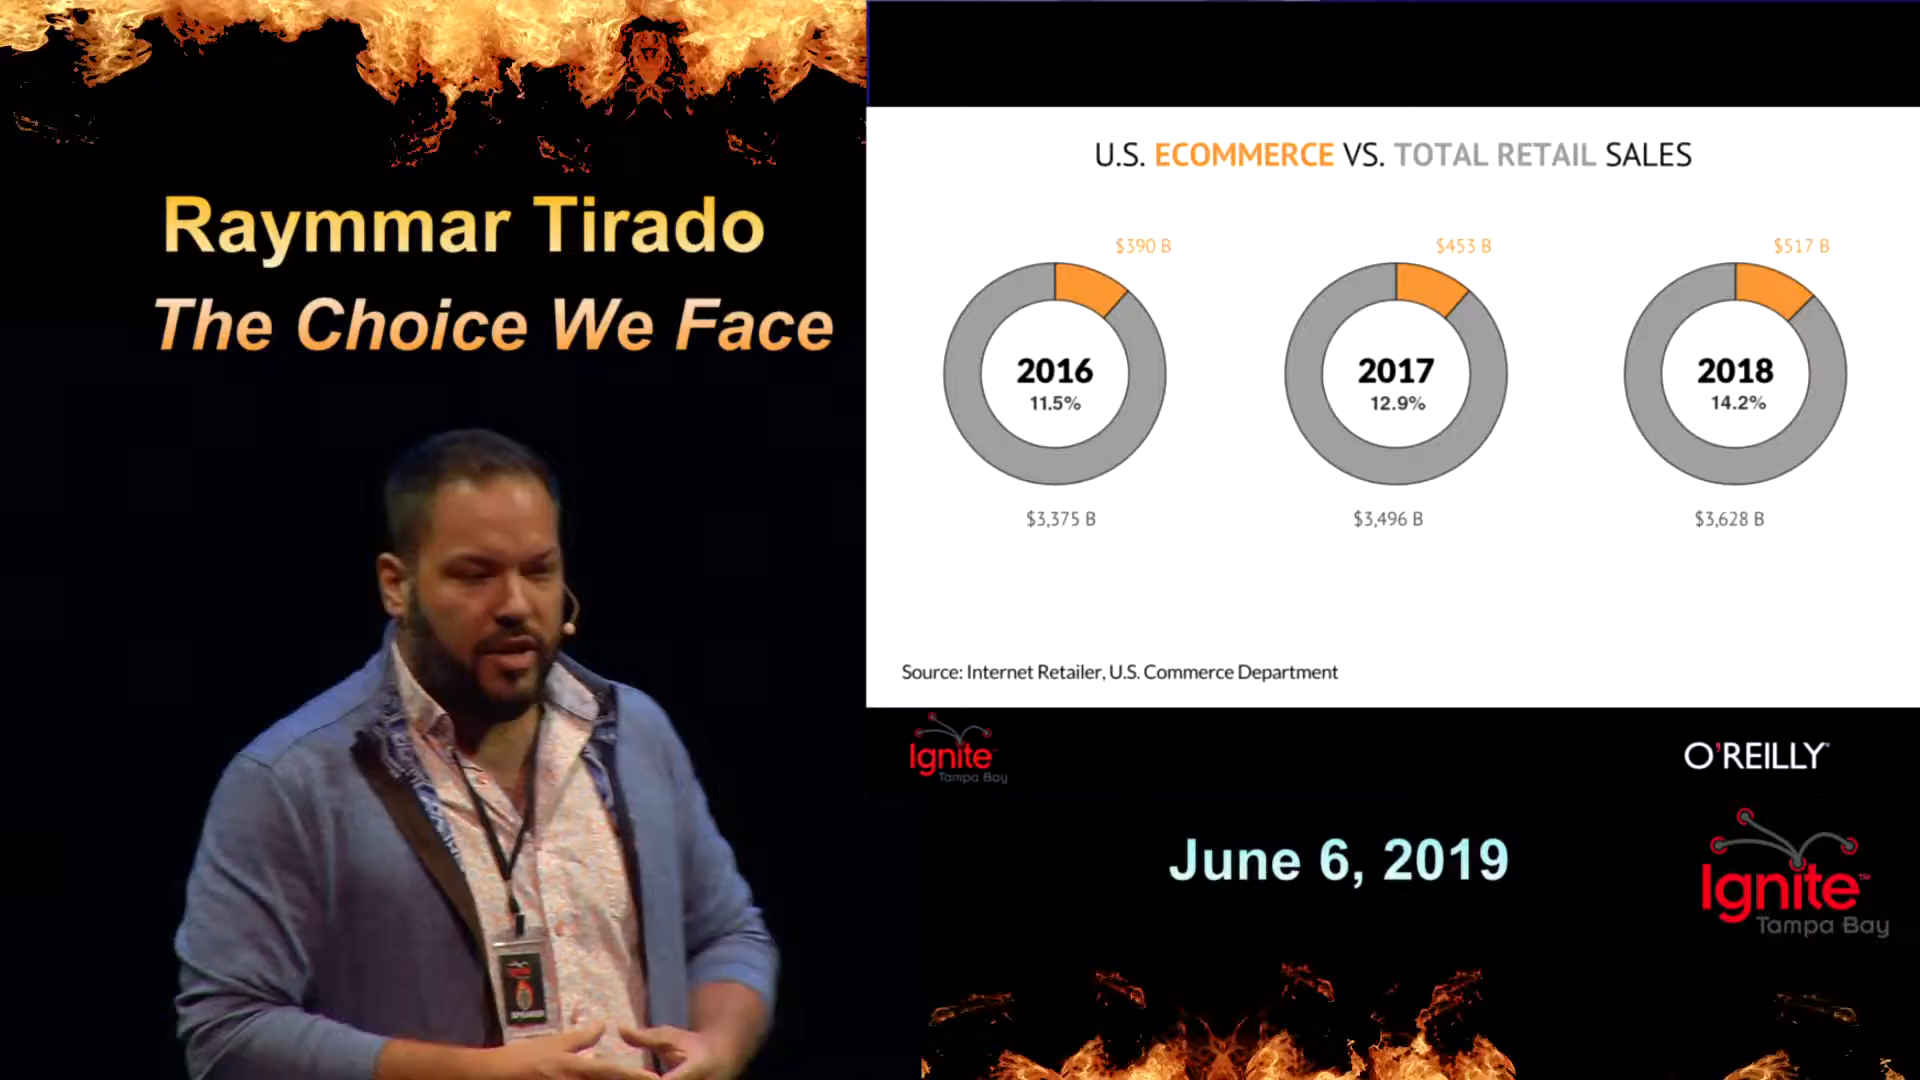 Raymmar Tirado
The Choice We Face
U.S. ECOMMERCE VS. TOTAL RETAIL SALES
$390 B
$453 B
$517 B
2016
11.5%
2017
12.9%
2018
14.2%
$3,375 B
$3,496 B
$3,628 B
Source: Internet Retailer, U.S. Commerce Department
Ignite
Tampa Bay
O'REILLY
June 6, 2019
Ignite™
Tampa Bay